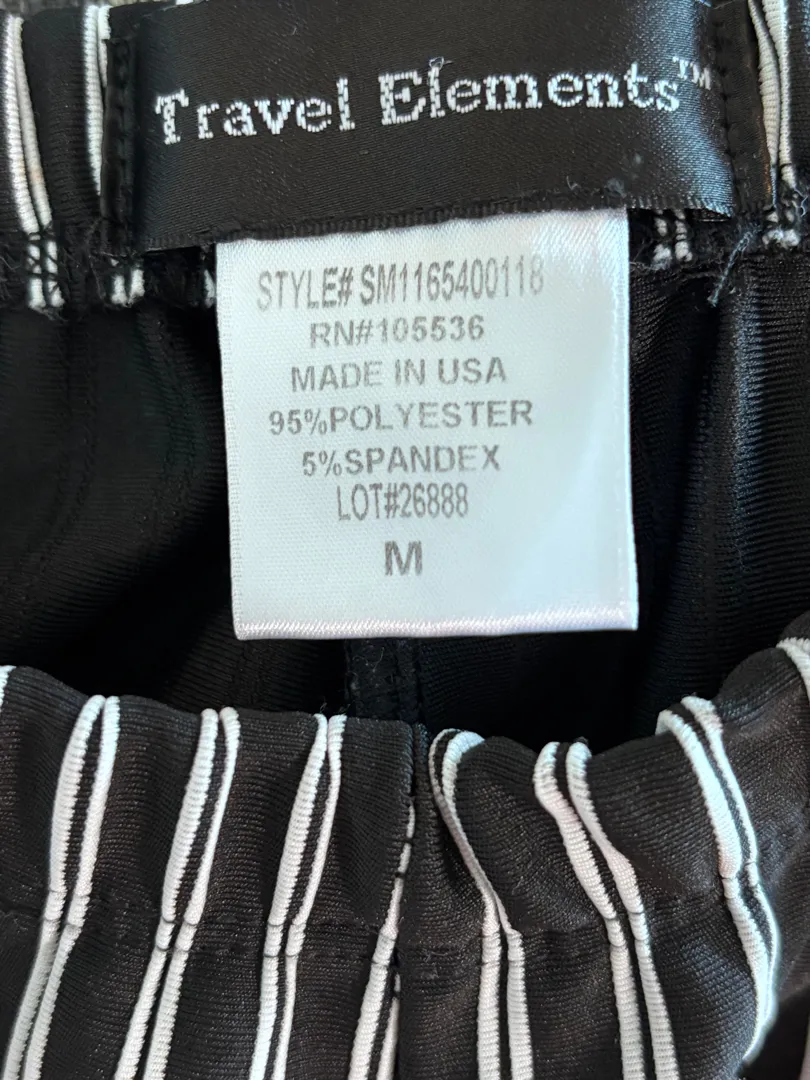 Travel Elements™
STYLE# SM1165400118
RN#105536
MADE IN USA
95%POLYESTER
5%SPANDEX
LOT#26888
M